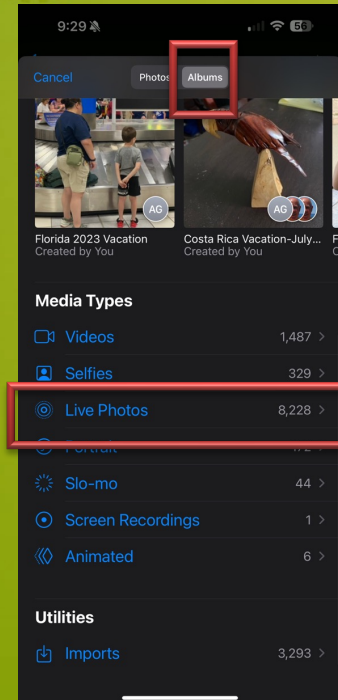 9:29
56
Cancel
Photos
Albums
AG
AG
Florida 2023 Vacation
Created by You
Costa Rica Vacation-July...
Created by You
F
C
Media Types
Videos 1,487
Selfies 329
Live Photos 8,228
Portrait 172
Slo-mo 44
Screen Recordings 1
Animated 6
Utilities
Imports 3,293